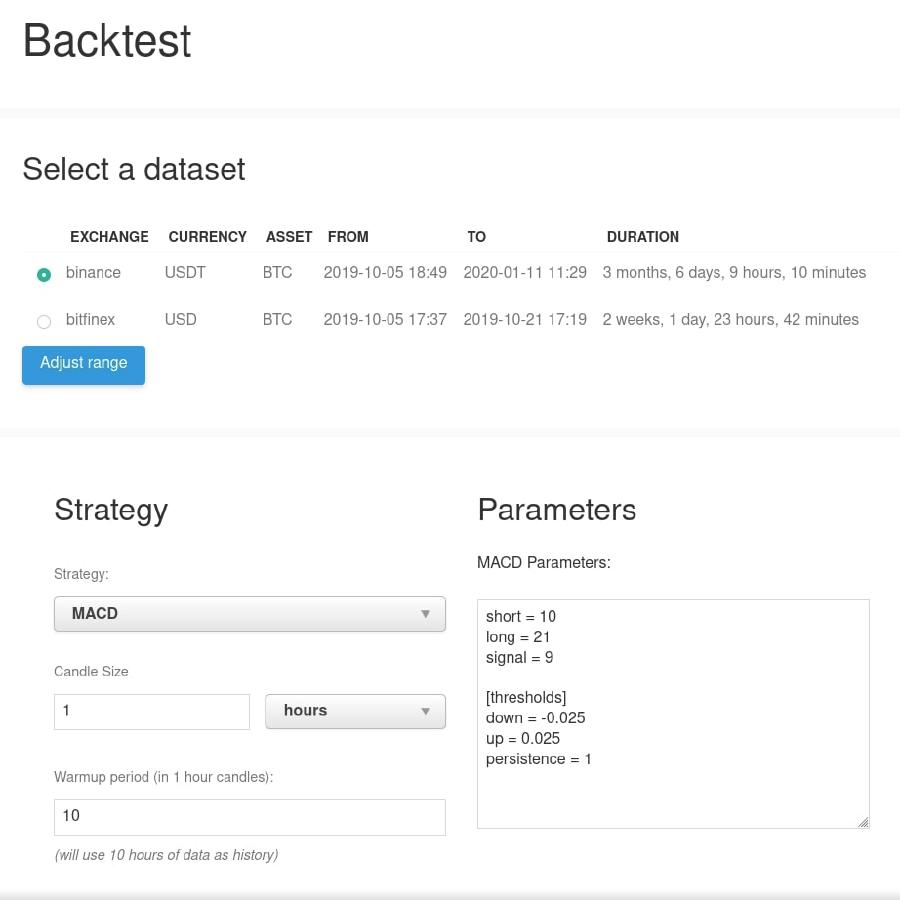 Backtest
Select a dataset
EXCHANGE CURRENCY ASSET FROM TO DURATION
binance USDT BTC 2019-10-05 18:49 2020-01-11 11:29 3 months, 6 days, 9 hours, 10 minutes
bitfinex USD BTC 2019-10-05 17:37 2019-10-21 17:19 2 weeks, 1 day, 23 hours, 42 minutes
Adjust range
Strategy
Strategy:
MACD
Candle Size
1 hours
Warmup period (in 1 hour candles):
10
(will use 10 hours of data as history)
Parameters
MACD Parameters:
short = 10
long = 21
signal = 9
[thresholds]
down = -0.025
up = 0.025
persistence = 1